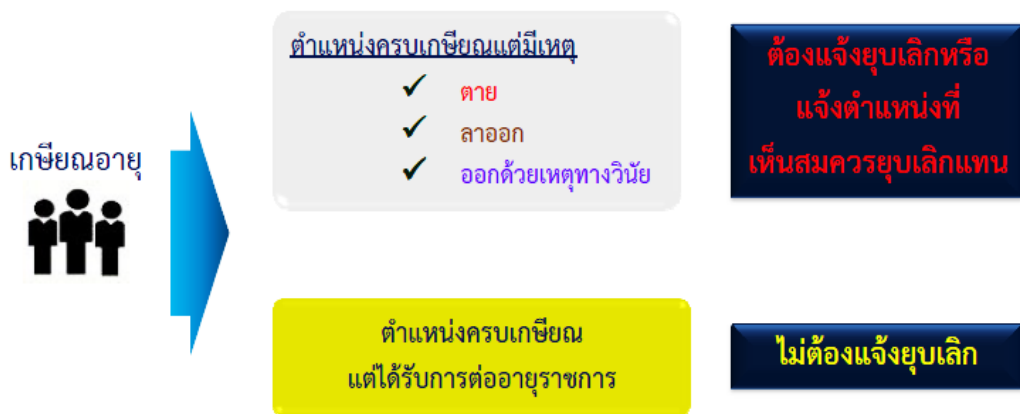 เกษียณอายุ
ตำแหน่งครบเกษียณแต่มีเหตุ
✓ ตาย
✓ ลาออก
✓ ออกด้วยเหตุทางวินัย
ต้องแจ้งยุบเลิกหรือ
แจ้งตำแหน่งที่
เห็นสมควรยุบเลิกแทน
ตำแหน่งครบเกษียณ
แต่ได้รับการต่ออายุราชการ
ไม่ต้องแจ้งยุบเลิก